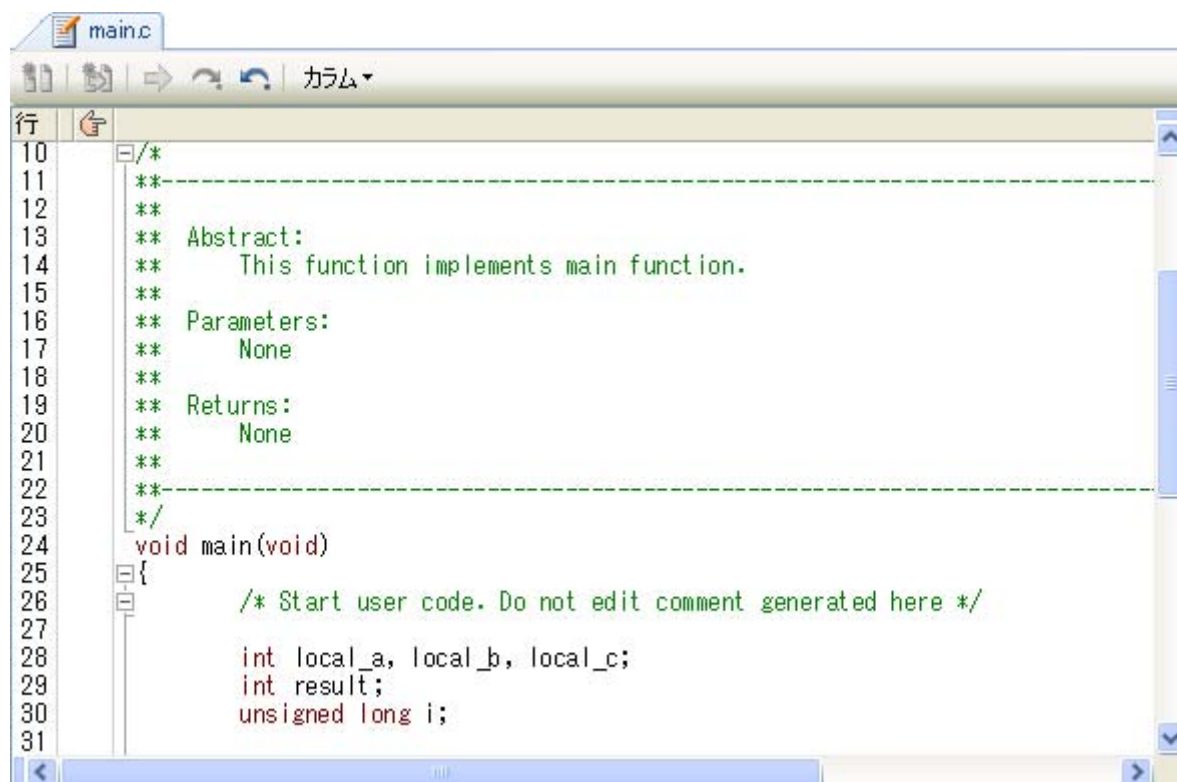 main.c
カラム
行
10 /*
11 **------------------------------------------------------------------------------
12 **
13 ** Abstract:
14 ** This function implements main function.
15 **
16 ** Parameters:
17 ** None
18 **
19 ** Returns:
20 ** None
21 **
22 **------------------------------------------------------------------------------
23 */
24 void main(void)
25 {
26 /* Start user code. Do not edit comment generated here */
27
28 int local_a, local_b, local_c;
29 int result;
30 unsigned long i;
31